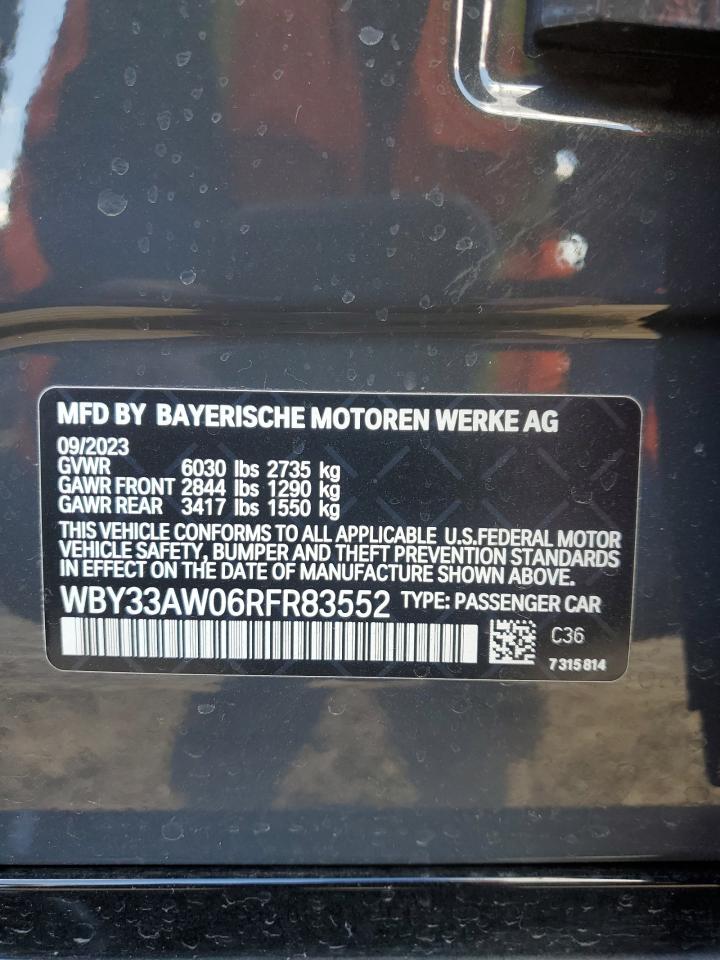 MFD BY BAYERISCHE MOTOREN WERKE AG
09/2023
GVWR 6030 lbs 2735 kg
GAWR FRONT 2844 lbs 1290 kg
GAWR REAR 3417 lbs 1550 kg
THIS VEHICLE CONFORMS TO ALL APPLICABLE U.S.FEDERAL MOTOR
VEHICLE SAFETY, BUMPER AND THEFT PREVENTION STANDARDS
IN EFFECT ON THE DATE OF MANUFACTURE SHOWN ABOVE.
WBY33AW06RFR83552 TYPE: PASSENGER CAR
C36
7315814